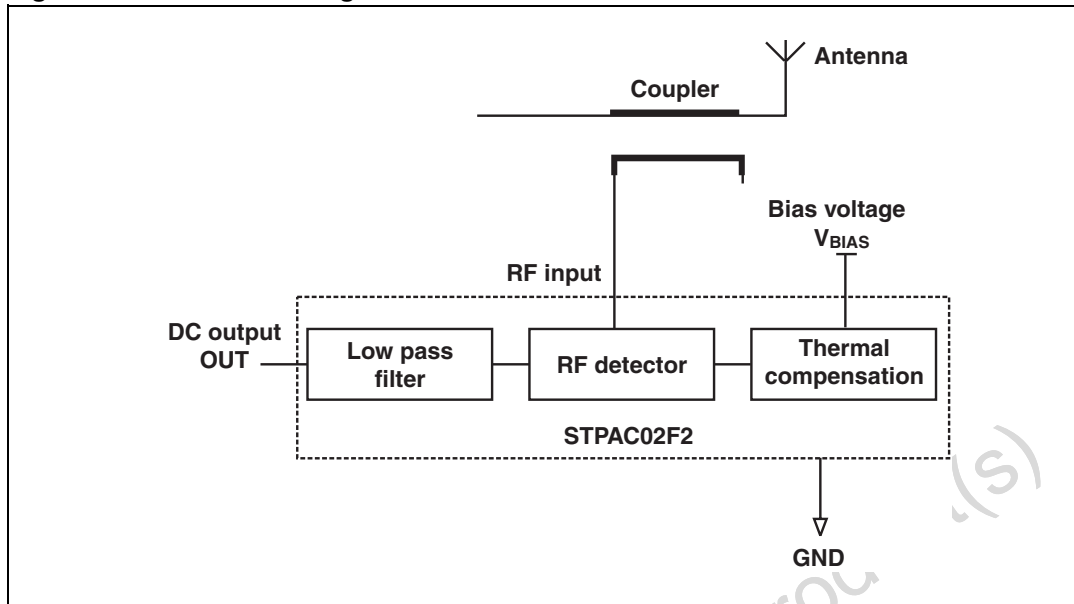 Antenna
Coupler
Bias voltage
VBIAS
RF input
DC output
OUT
Low pass
filter
RF detector
Thermal
compensation
STPAC02F2
GND